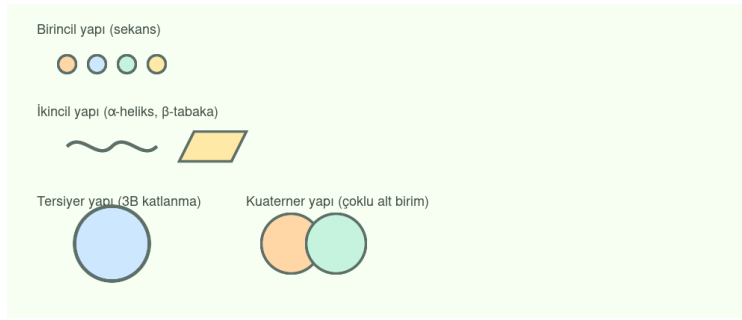 Birincil yapı (sekans)
İkincil yapı (α-heliks, β-tabaka)
Tersiyer yapı (3B katlanma)
Kuaterner yapı (çoklu alt birim)